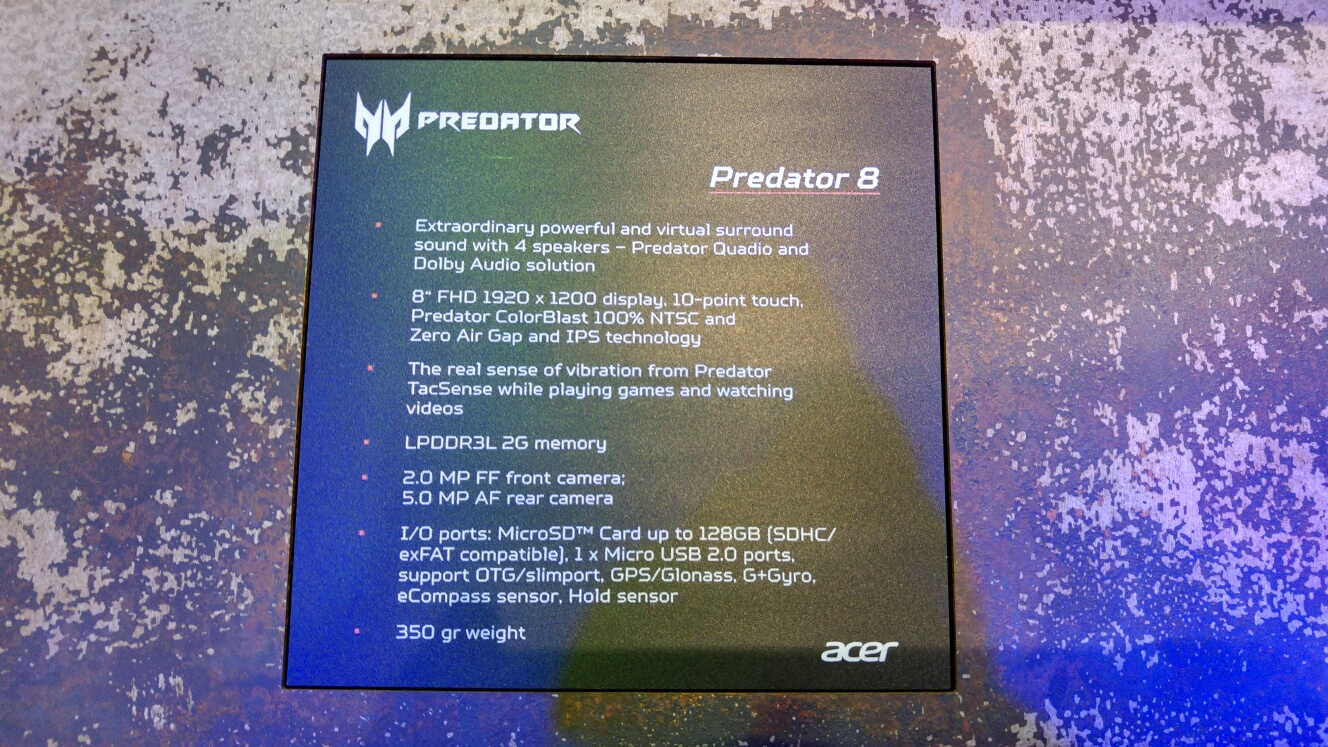 PREDATOR
Predator 8
Extraordinary powerful and virtual surround
sound with 4 speakers – Predator Quadio and
Dolby Audio solution
8" FHD 1920 x 1200 display, 10-point touch,
Predator ColorBlast 100% NTSC and
Zero Air Gap and IPS technology
The real sense of vibration from Predator
TacSense while playing games and watching
videos
LPDDR3L 2G memory
2.0 MP FF front camera;
5.0 MP AF rear camera
I/O ports: MicroSD™ Card up to 128GB (SDHC/
exFAT compatible), 1 x Micro USB 2.0 ports,
support OTG/slimport, GPS/Glonass, G+Gyro,
eCompass sensor, Hold sensor
350 gr weight
acer